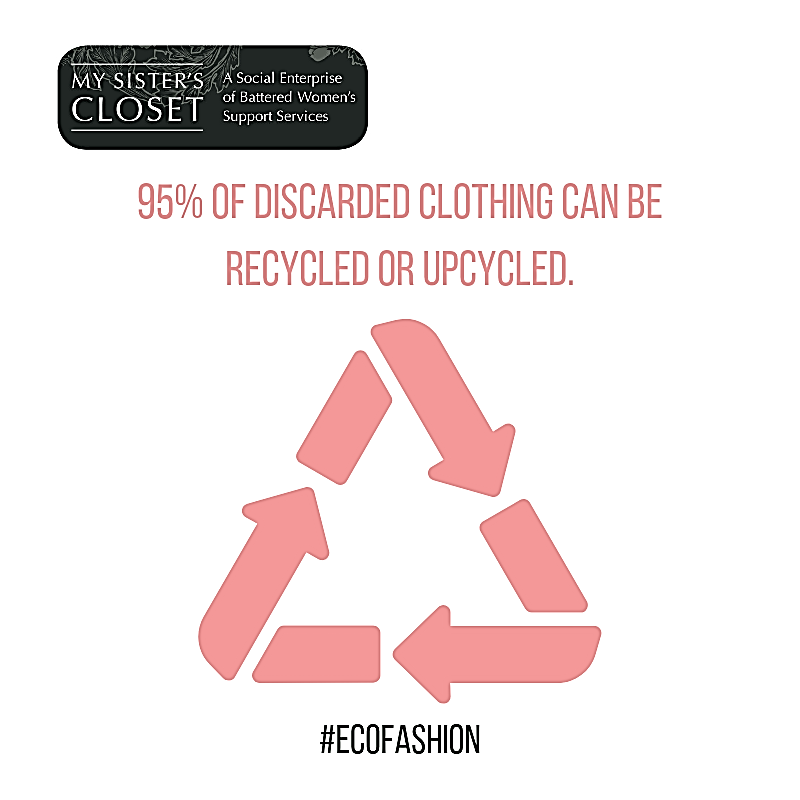 MY SISTER'S
CLOSET
A Social Enterprise
of Battered Women's
Support Services
95% OF DISCARDED CLOTHING CAN BE
RECYCLED OR UPCYCLED.
#ECOFASHION